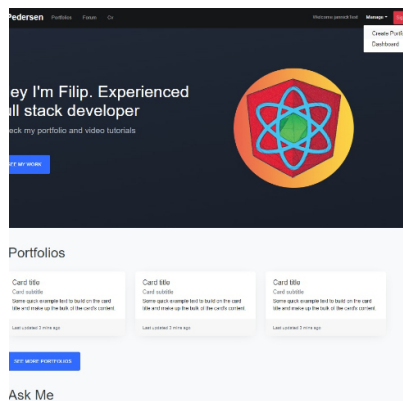 Pedersen Portfolios Forum Cv Welcome Manage
Create
Dashboard
ey I'm Filip. Experienced
ull stack developer
eck my portfolio and video tutorials
EE MY WORK
Portfolios
Card title Card title Card title
Card subtitle Card subtitle Card subtitle
Some quick example text to build on the card Some quick example text to build on the card Some quick example text to build on the card
title and make up the bulk of the card's content. title and make up the bulk of the card's content. title and make up the bulk of the card's content.
Last updated 3 mins ago Last updated 3 mins ago Last updated 3 mins ago
SEE MORE PORTFOLIOS
Ask Me